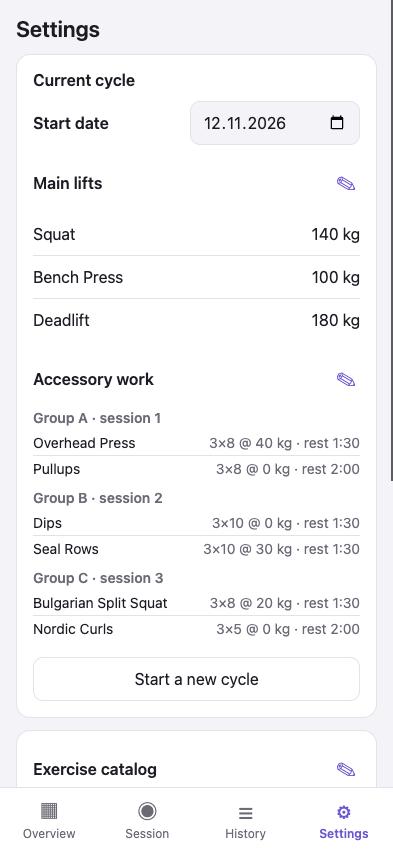 Settings
Current cycle
Start date 12.11.2026
Main lifts
Squat 140 kg
Bench Press 100 kg
Deadlift 180 kg
Accessory work
Group A · session 1
Overhead Press 3×8 @ 40 kg · rest 1:30
Pullups 3×8 @ 0 kg · rest 2:00
Group B · session 2
Dips 3×10 @ 0 kg · rest 1:30
Seal Rows 3×10 @ 30 kg · rest 1:30
Group C · session 3
Bulgarian Split Squat 3×8 @ 20 kg · rest 1:30
Nordic Curls 3×5 @ 0 kg · rest 2:00
Start a new cycle
Exercise catalog
Overview Session History Settings